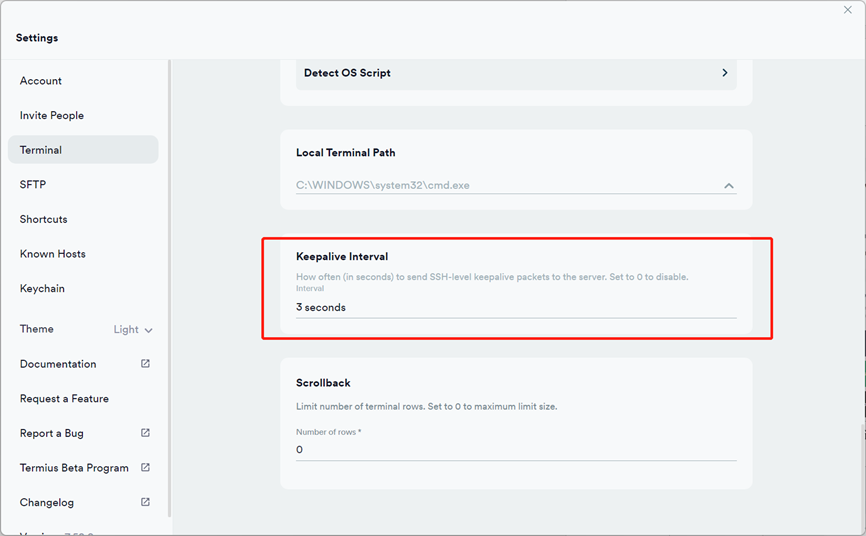 Settings
Account
Invite People
Terminal
SFTP
Shortcuts
Known Hosts
Keychain
Theme
Light
Documentation
Request a Feature
Report a Bug
Termius Beta Program
Changelog
Detect OS Script
Local Terminal Path
C:\WINDOWS\system32\cmd.exe
Keepalive Interval
How often (in seconds) to send SSH-level keepalive packets to the server. Set to 0 to disable.
Interval
3 seconds
Scrollback
Limit number of terminal rows. Set to 0 to maximum limit size.
Number of rows *
0